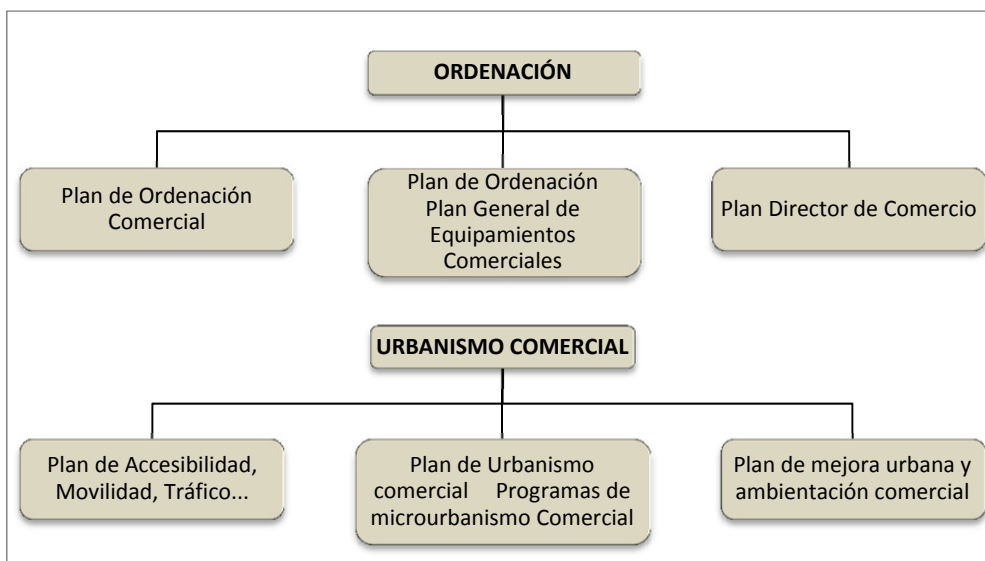 ORDENACIÓN
Plan de Ordenación
Comercial
Plan de Ordenación
Plan General de
Equipamientos
Comerciales
Plan Director de Comercio
URBANISMO COMERCIAL
Plan de Accesibilidad,
Movilidad, Tráfico...
Plan de Urbanismo
comercial Programas de
microurbanismo Comercial
Plan de mejora urbana y
ambientación comercial